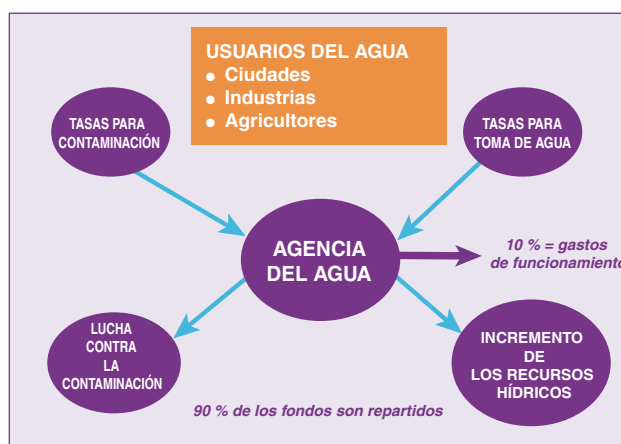 USUARIOS DEL AGUA
● Ciudades
● Industrias
● Agricultores
TASAS PARA
CONTAMINACIÓN
TASAS PARA
TOMA DE AGUA
AGENCIA
DEL AGUA
10 % = gastos
de funcionamiento
LUCHA
CONTRA
LA
CONTAMINACIÓN
INCREMENTO
DE
LOS RECURSOS
HÍDRICOS
90 % de los fondos son repartidos